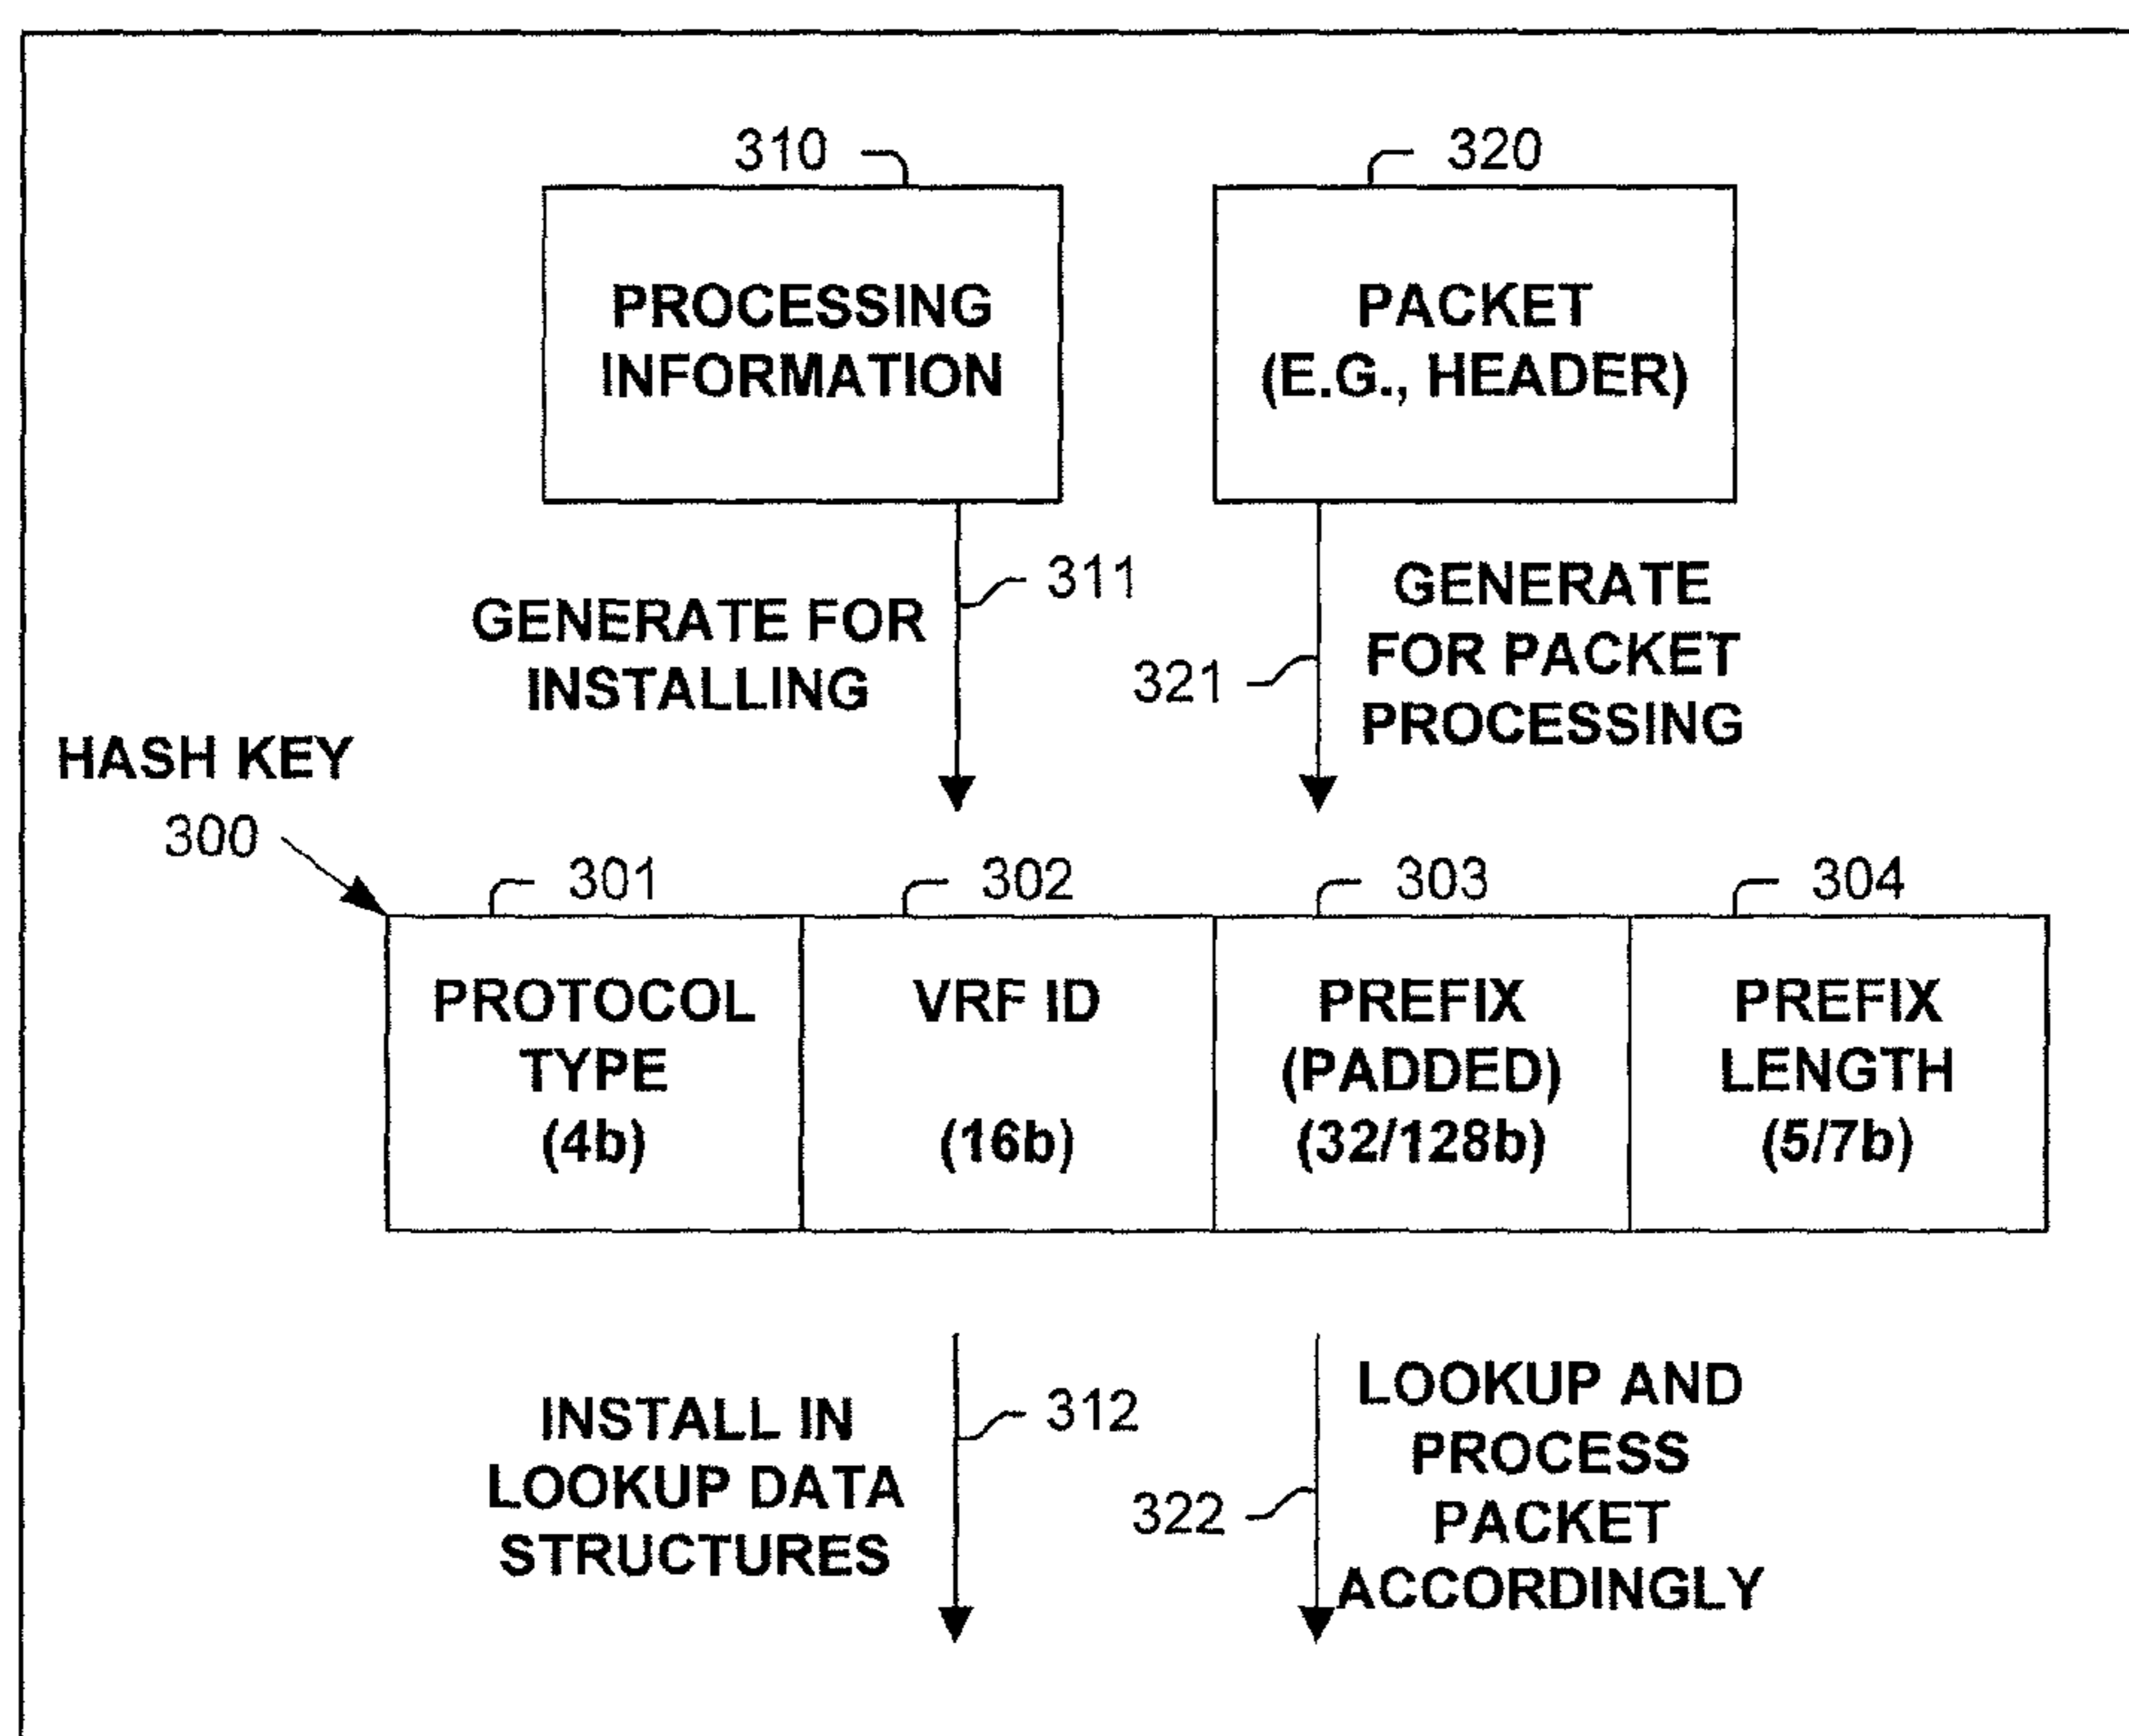 310
320
PROCESSING
INFORMATION
PACKET
(E.G., HEADER)
311
GENERATE FOR
INSTALLING
321
GENERATE
FOR PACKET
PROCESSING
HASH KEY
300
301
302
303
304
PROTOCOL
TYPE
(4b)
VRF ID
(16b)
PREFIX
(PADDED)
(32/128b)
PREFIX
LENGTH
(5/7b)
312
INSTALL IN
LOOKUP DATA
STRUCTURES
322
LOOKUP AND
PROCESS
PACKET
ACCORDINGLY